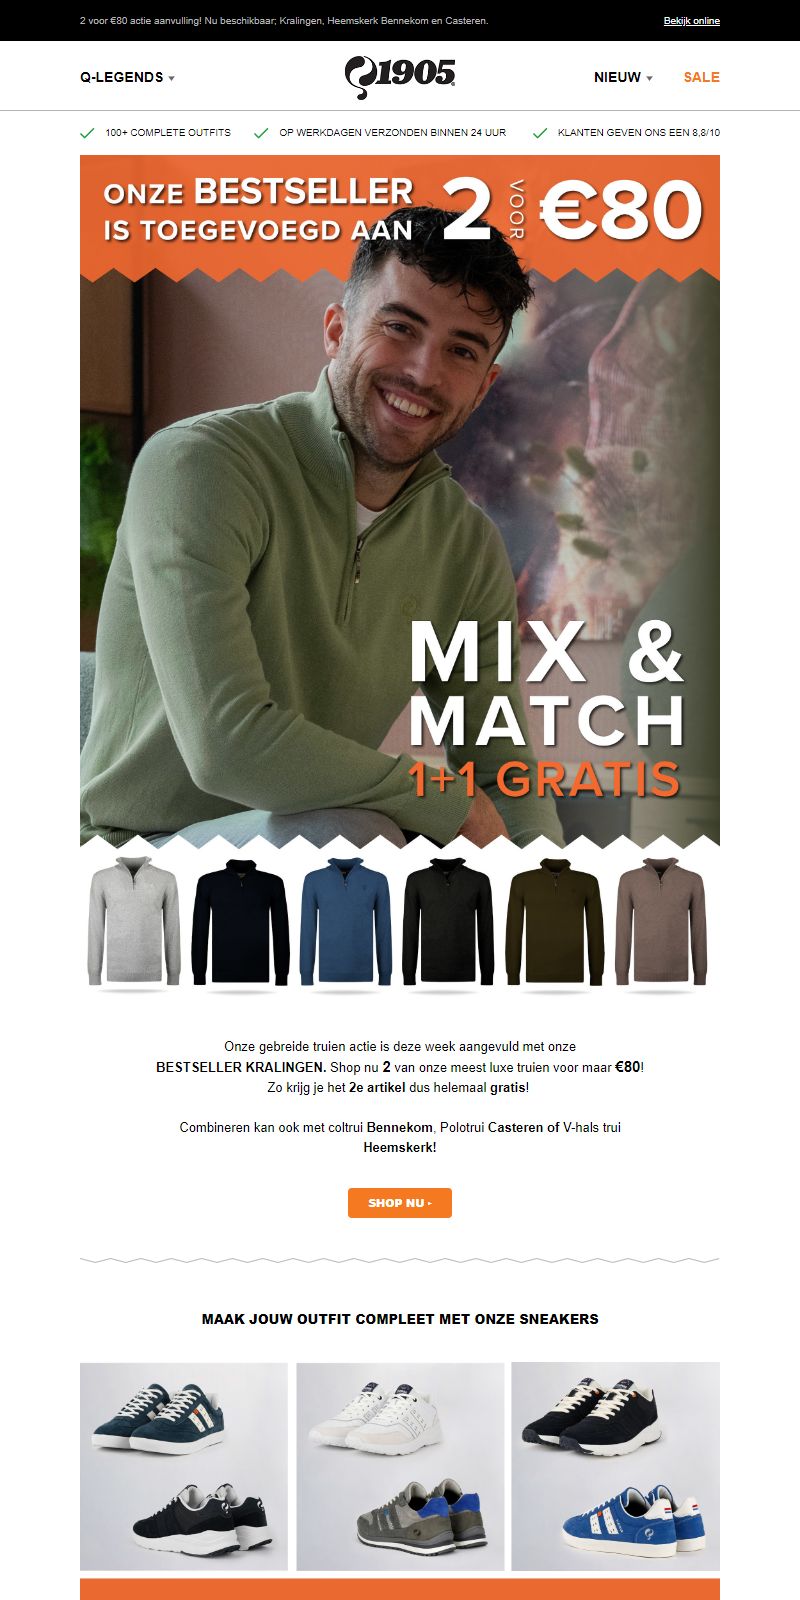 2 voor €80 actie aanvulling! Nu beschikbaar; Kralingen, Heemskerk Bennekom en Casteren.
Bekijk online
Q-LEGENDS
1905
NIEUW
SALE
100+ COMPLETE OUTFITS
OP WERKDAGEN VERZONDEN BINNEN 24 UUR
KLANTEN GEVEN ONS EEN 8,8/10
ONZE BESTSELLER
IS TOEGEVOEGD AAN
2 VOOR €80
MIX &
MATCH
1+1 GRATIS
Onze gebreide truien actie is deze week aangevuld met onze
BESTSELLER KRALINGEN. Shop nu 2 van onze meest luxe truien voor maar €80!
Zo krijg je het 2e artikel dus helemaal gratis!
Combineren kan ook met coltrui Bennekom, Polotrui Casteren of V-hals trui
Heemskerk!
SHOP NU
MAAK JOUW OUTFIT COMPLEET MET ONZE SNEAKERS